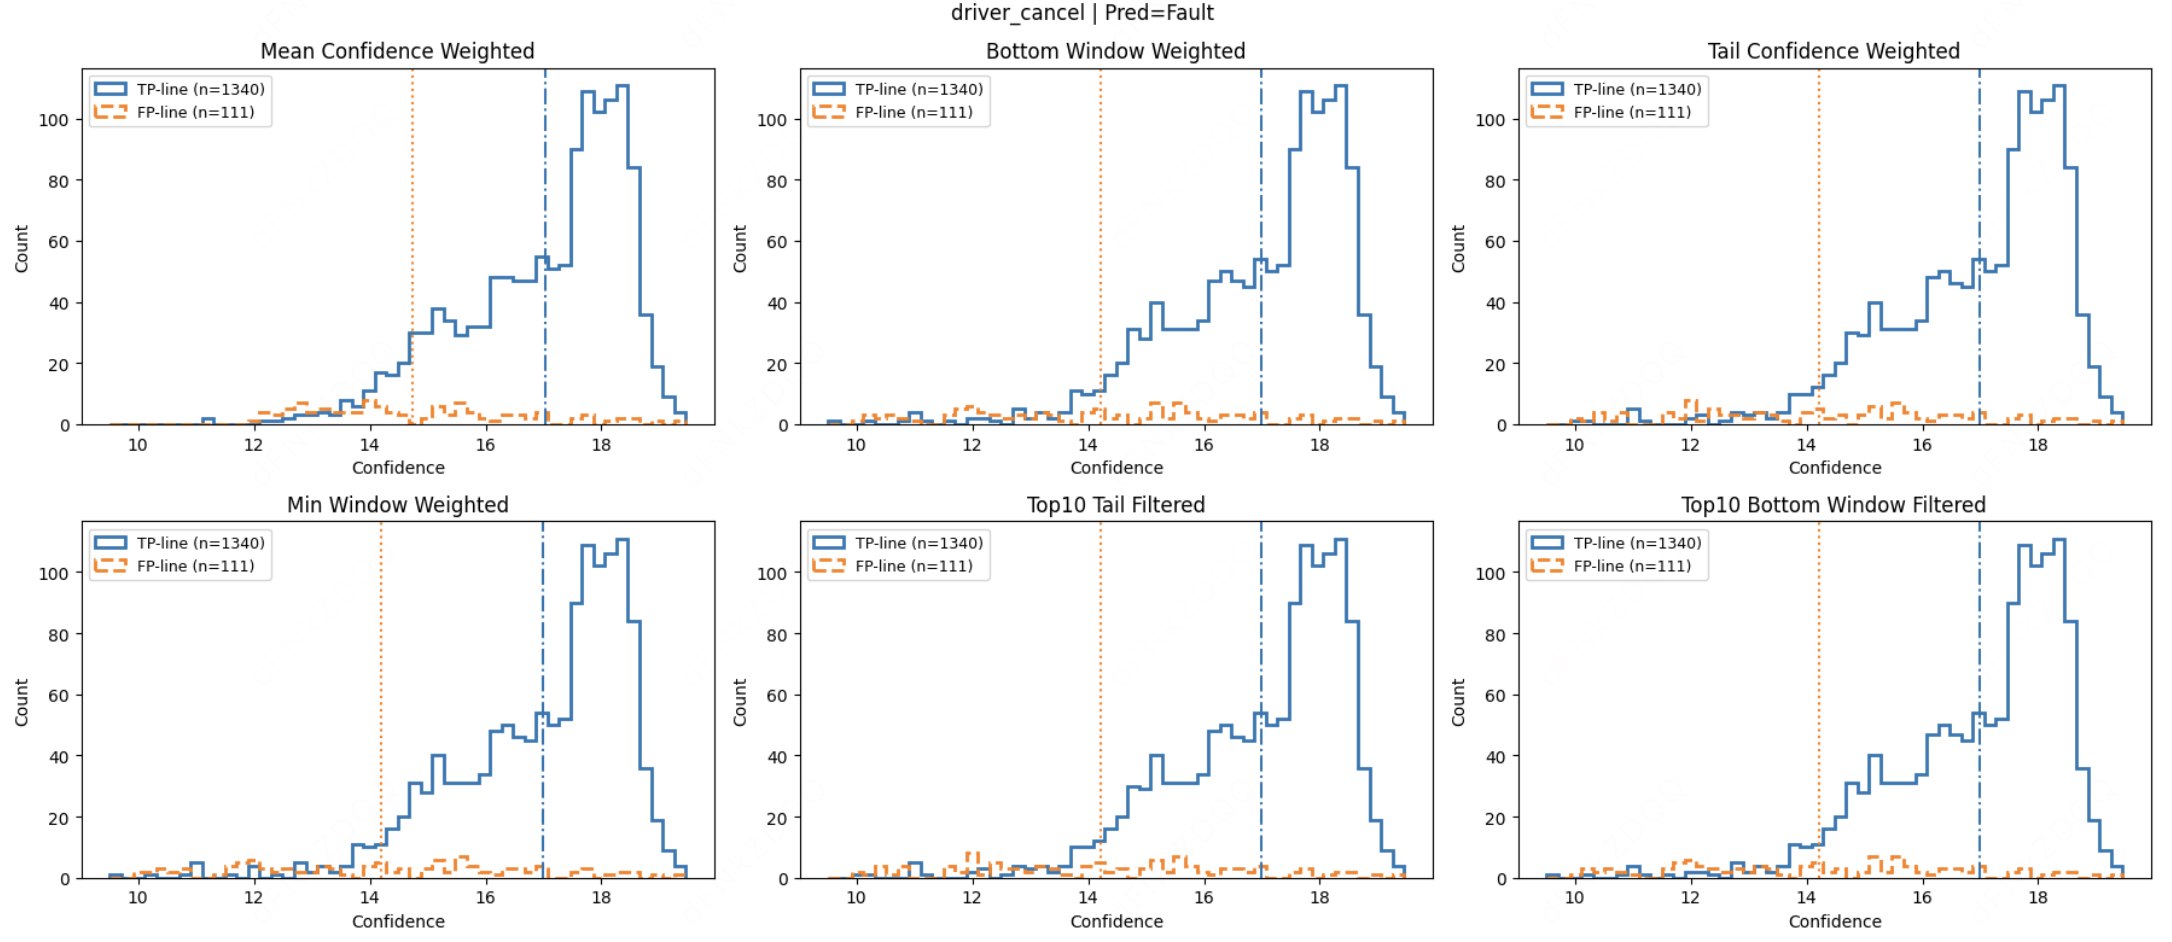 driver_cancel | Pred=Fault
Mean Confidence Weighted
TP-line (n=1340)
FP-line (n=111)
100
80
60
40
20
0
Count
10 12 14 16 18
Confidence
Bottom Window Weighted
TP-line (n=1340)
FP-line (n=111)
100
80
60
40
20
0
Count
10 12 14 16 18
Confidence
Tail Confidence Weighted
TP-line (n=1340)
FP-line (n=111)
100
80
60
40
20
0
Count
10 12 14 16 18
Confidence
Min Window Weighted
TP-line (n=1340)
FP-line (n=111)
100
80
60
40
20
0
Count
10 12 14 16 18
Confidence
Top10 Tail Filtered
TP-line (n=1340)
FP-line (n=111)
100
80
60
40
20
0
Count
10 12 14 16 18
Confidence
Top10 Bottom Window Filtered
TP-line (n=1340)
FP-line (n=111)
100
80
60
40
20
0
Count
10 12 14 16 18
Confidence